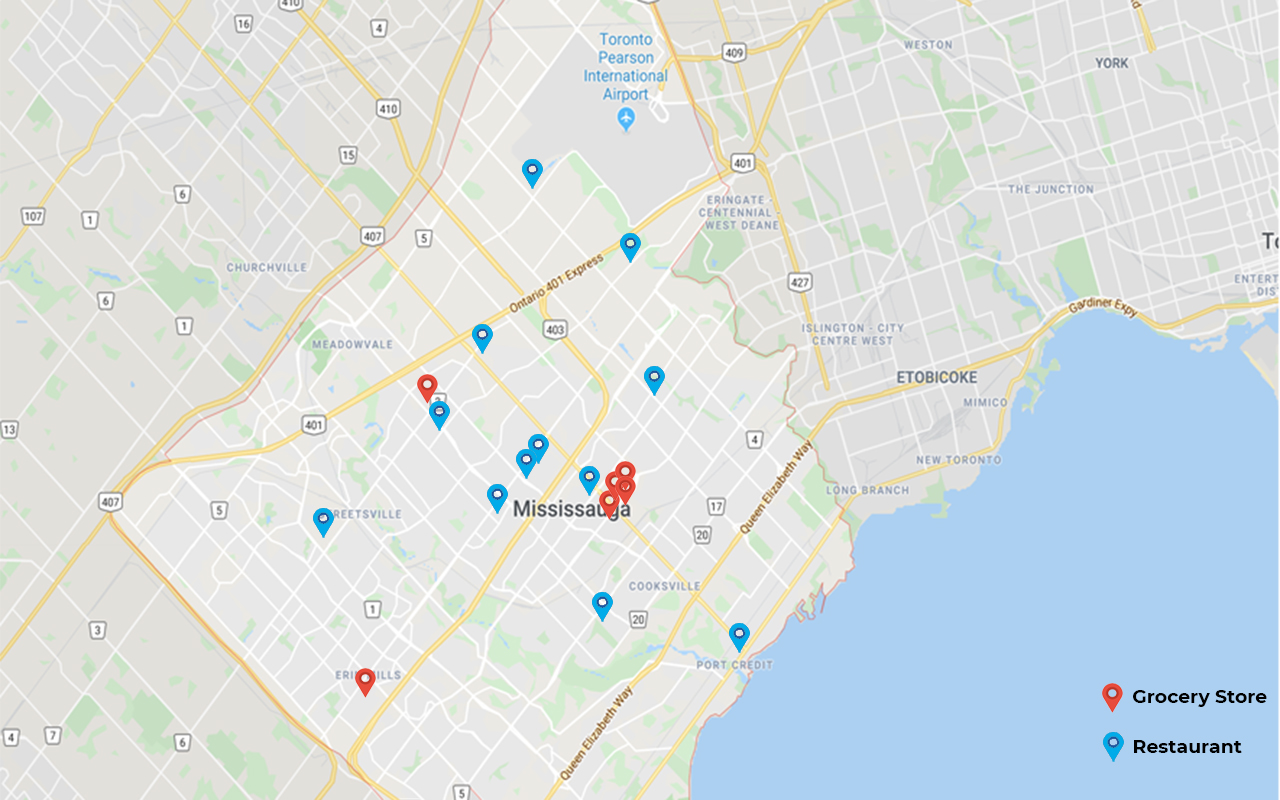 410
16
4
Toronto
Pearson
International
Airport
409
WESTON
YORK
410
15
401
6
THE JUNCTION
107
1
ERINGATE -
CENTENNIAL -
WEST DEANE
407
5
CHURCHVILLE
Ontario 401 Express
427
ENTERT
DIS
6
1
403
Gardiner Expy
ISLINGTON - CITY
CENTRE WEST
MEADOWVALE
ETOBICOKE
MIMICO
401
13
4
Queen Elizabeth Way
NEW TORONTO
LONG BRANCH
407
5
REETSVILLE
Mississauga
17
20
COOKSVILLE
1
20
3
PORT CREDIT
ERI
LLS
Queen Elizabeth Way
Grocery Store
4
7
6
Restaurant
5